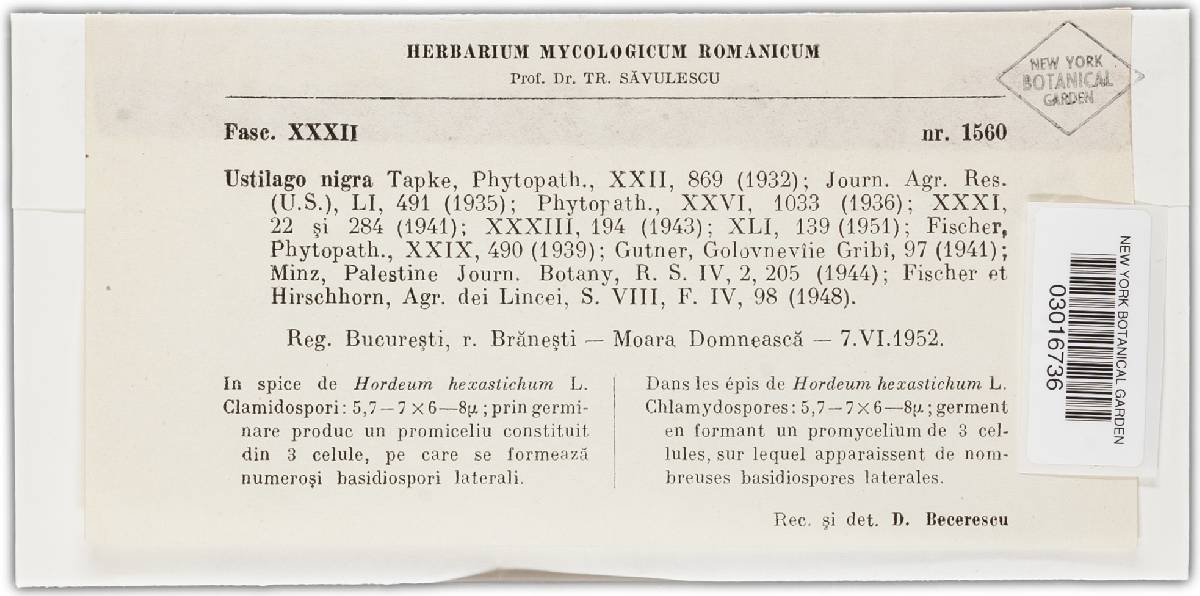 HERBARIUM MYCOLOGICUM ROMANICUM
Prof. Dr. TR. SĂVULESCU
NEW YORK
BOTANICAL
GARDEN
Fasc. XXXII nr. 1560
Ustilago nigra Tapke, Phytopath., XXII, 869 (1932); Journ. Agr. Res.
(U.S.), LI, 491 (1935); Phytopath., XXVI, 1033 (1936); XXXI,
22 și 284 (1941); XXXIII, 194 (1943); XLI, 139 (1951); Fischer,
Phytopath., XXIX, 490 (1939); Gutner, Golovnevîie Gribî, 97 (1941);
Minz, Palestine Journ. Botany, R. S. IV, 2, 205 (1944); Fischer et
Hirschhorn, Agr. dei Lincei, S. VIII, F. IV, 98 (1948).
Reg. București, r. Brănești — Moara Domnească — 7.VI.1952.
In spice de Hordeum hexastichum L.
Clamidospori: 5,7—7×6—8μ; prin germi-
nare produc un promiceliu constituit
din 3 celule, pe care se formează
numeroși basidiospori laterali.
Dans les épis de Hordeum hexastichum L.
Chlamydospores: 5,7—7×6—8μ; germent
en formant un promycelium de 3 cel-
lules, sur lequel apparaissent de nom-
breuses basidiospores laterales.
Rec. și det. D. Becerescu
NEW YORK BOTANICAL GARDEN
03016736